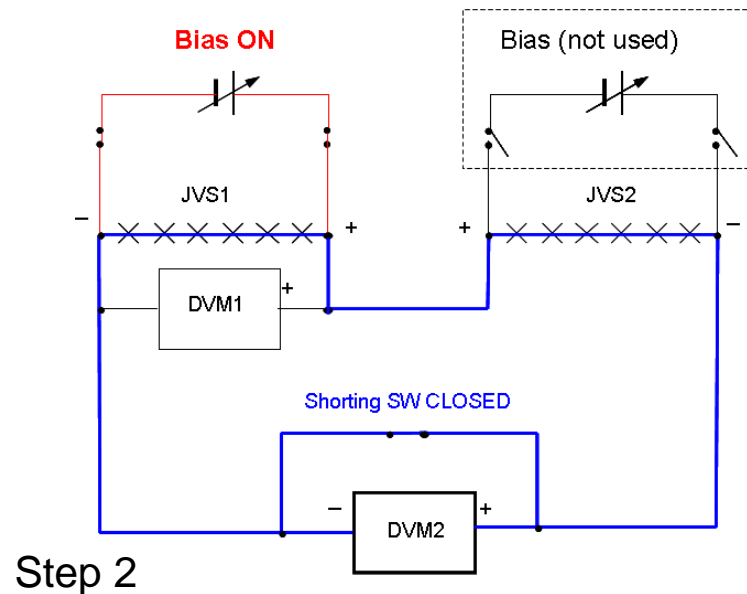 Bias ON
Bias (not used)
JVS1
JVS2
– + + –
DVM1
+
Shorting SW CLOSED
– +
DVM2
Step 2